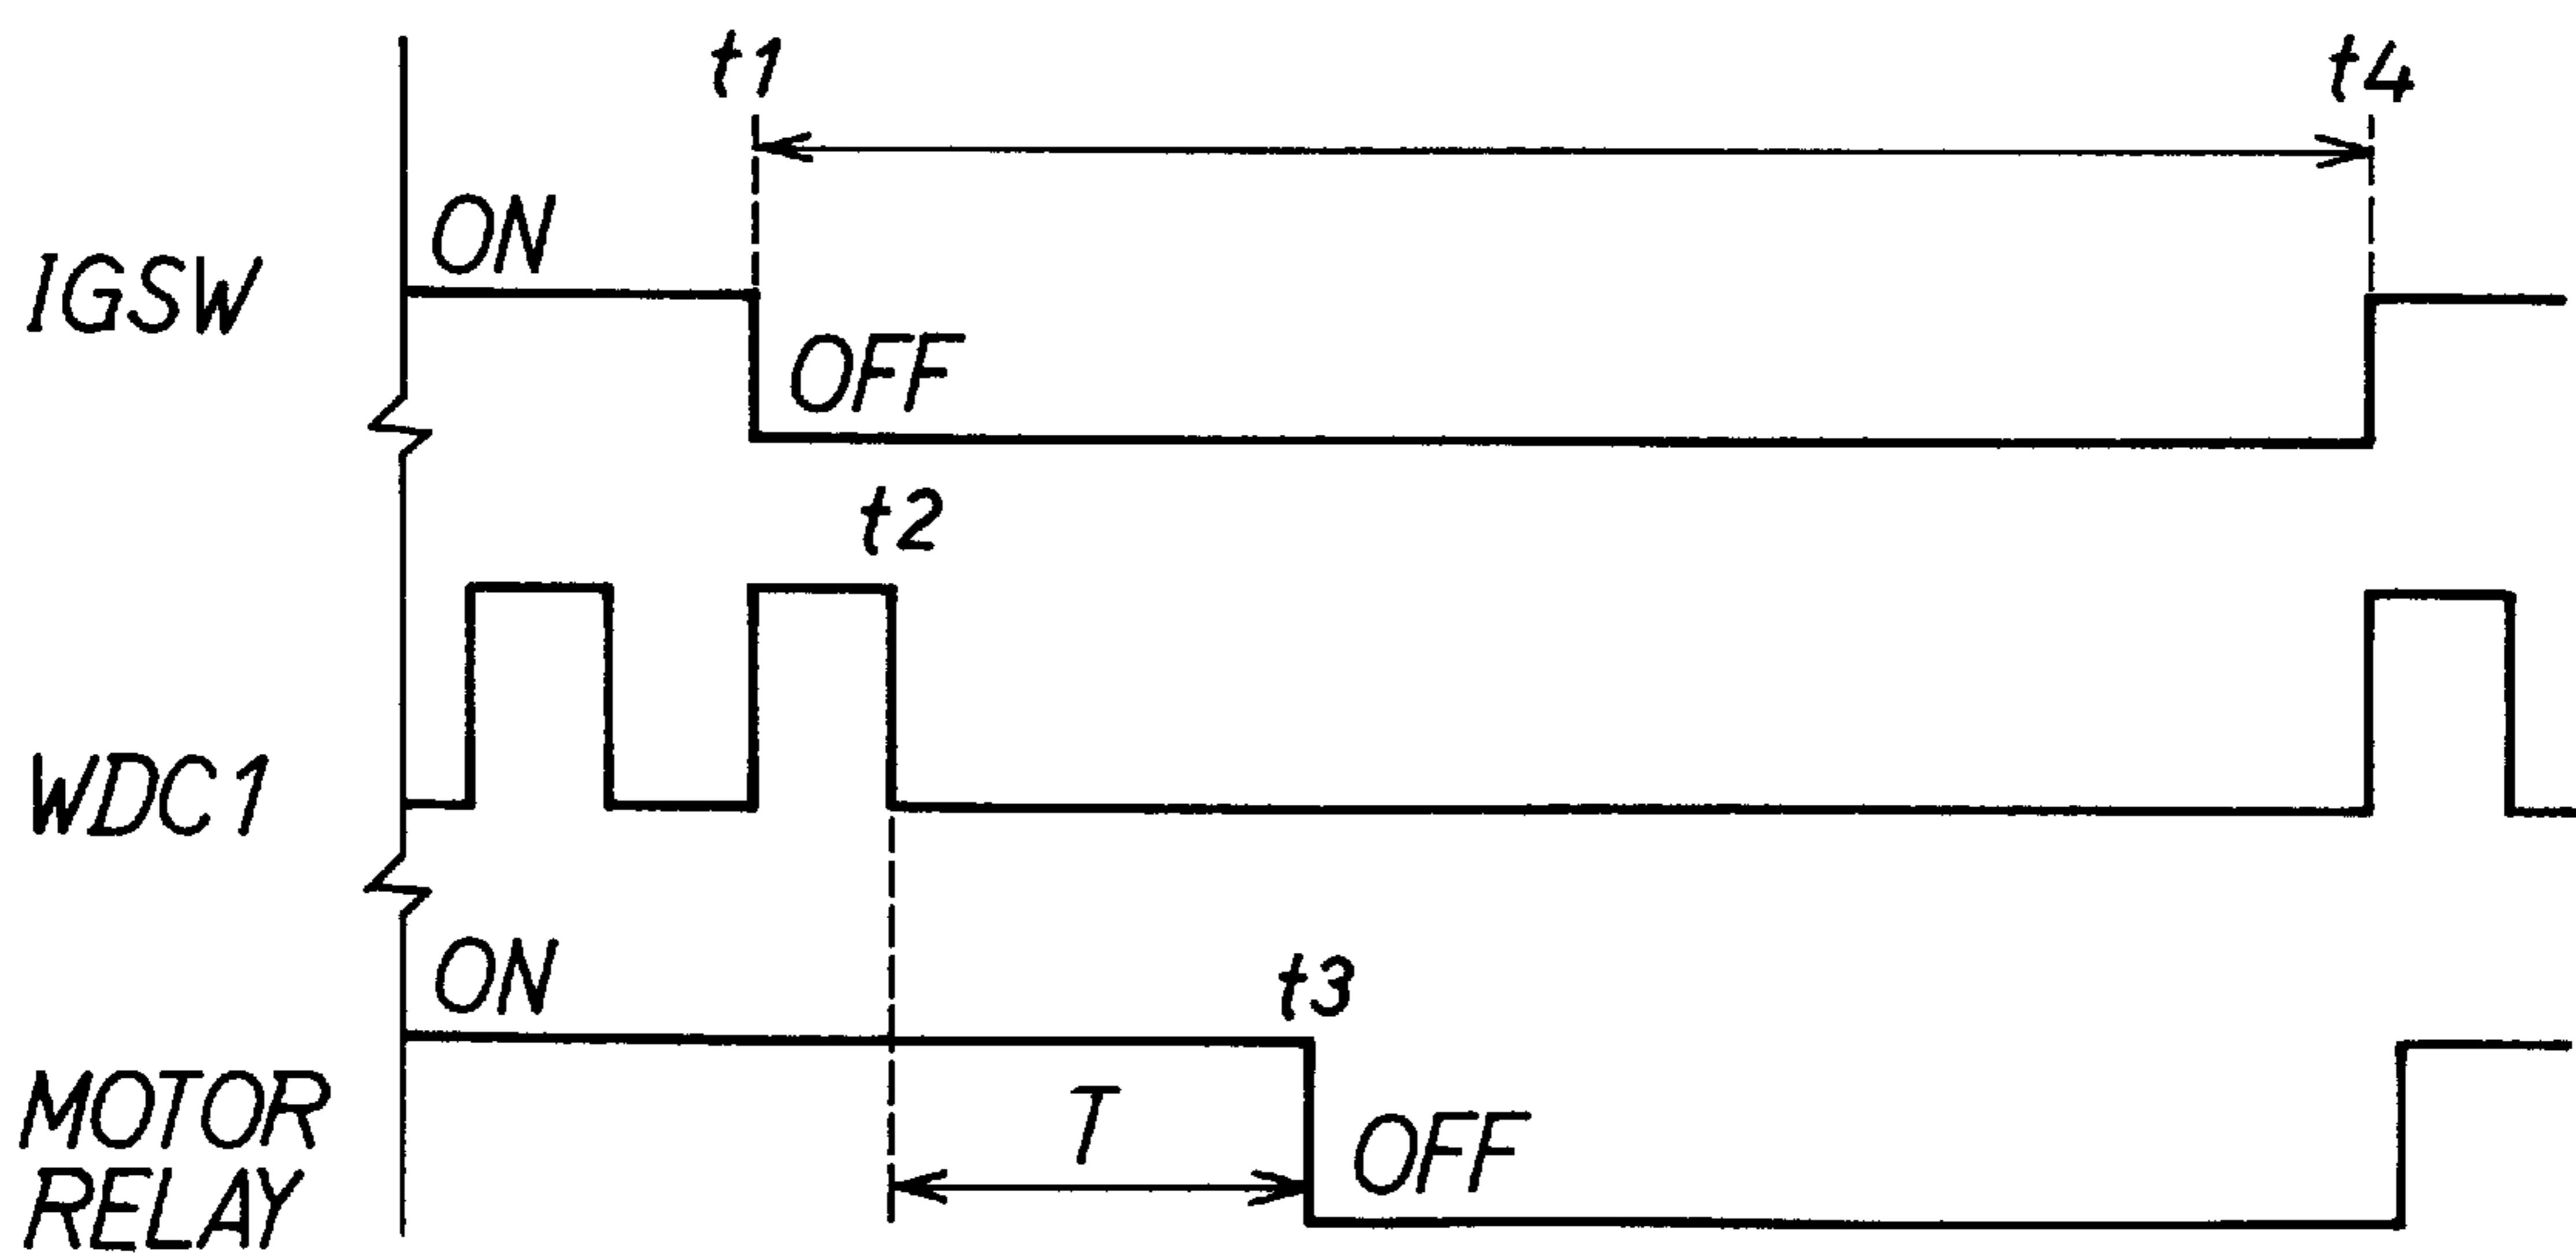 t1 t4
ON
IGSW
OFF
t2
WDC1
ON
t3
MOTOR
RELAY
T
OFF